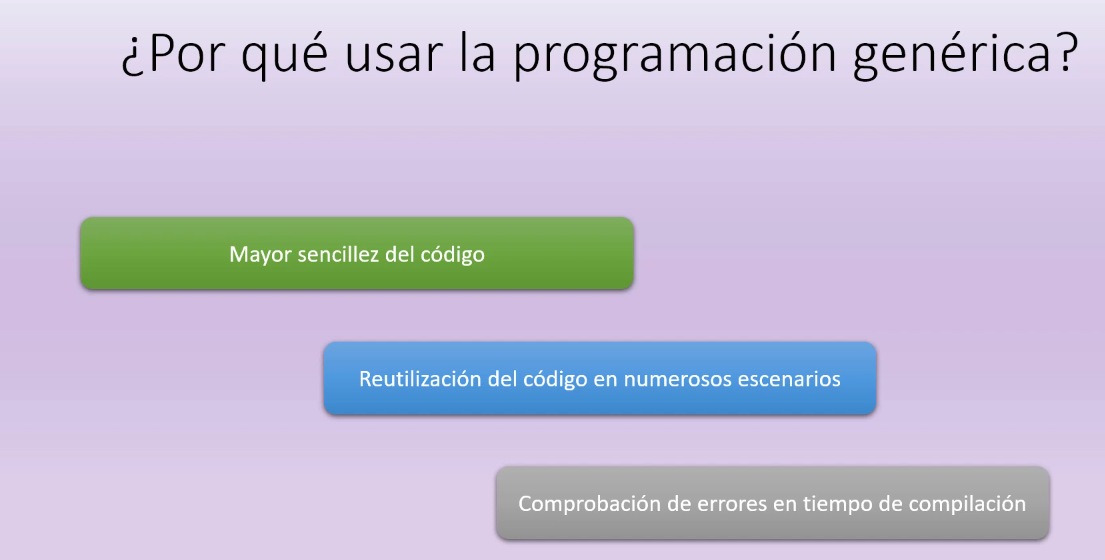 ¿Por qué usar la programación genérica?
Mayor sencillez del código
Reutilización del código en numerosos escenarios
Comprobación de errores en tiempo de compilación